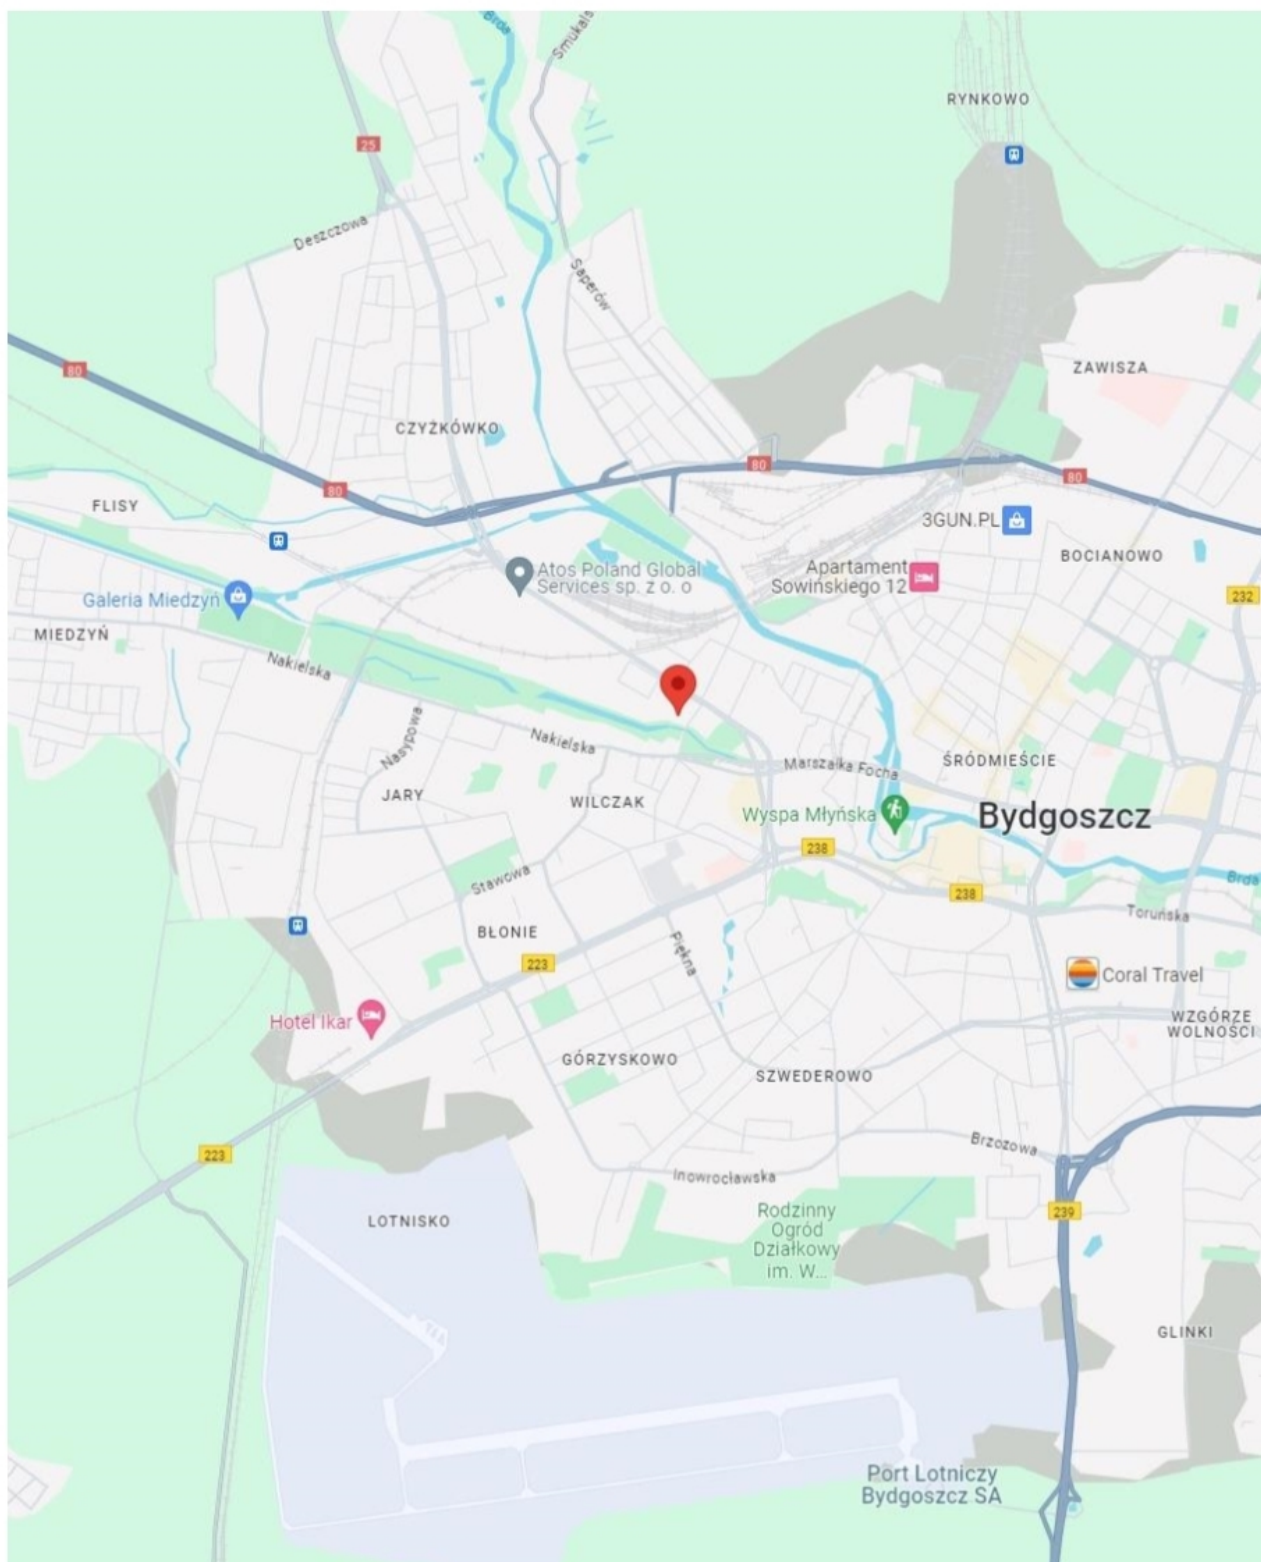 Brda
Smukals
RYNKOWO
25
Deszczowa
Saperów
ZAWISZA
80
CZYŻKÓWKO
80
80
80
FLISY
3GUN.PL
BOCIANOWO
Atos Poland Global
Services sp. z o. o
Apartament
Sowińskiego 12
232
Galeria Miedzyń
MIEDZYŃ
Nakielska
Nasypowa
Nakielska
Marszałka Focha
ŚRÓDMIEŚCIE
JARY
WILCZAK
Wyspa Młyńska
Bydgoszcz
238
238
Brda
Stawowa
Toruńska
BŁONIE
Piękna
223
Coral Travel
Hotel Ikar
WZGÓRZE
WOLNOŚCI
GÓRZYSKOWO
SZWEDEROWO
223
Brzozowa
Inowrocławska
LOTNISKO
Rodzinny
Ogród
Działkowy
im. W...
239
GLINKI
Port Lotniczy
Bydgoszcz SA